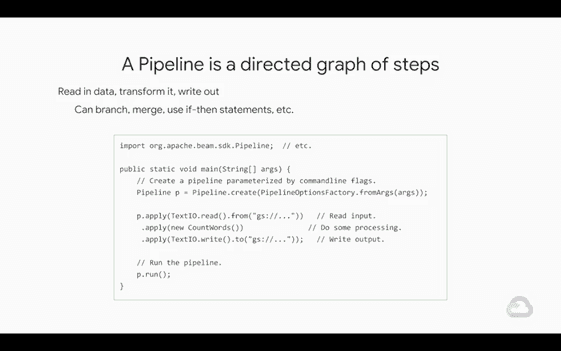 A Pipeline is a directed graph of steps
Read in data, transform it, write out
Can branch, merge, use if-then statements, etc.
import org.apache.beam.sdk.Pipeline;  // etc.
public static void main(String[] args) {
// Create a pipeline parameterized by commandline flags.
Pipeline p = Pipeline.create(PipelineOptionsFactory.fromArgs(args));
p.apply(TextIO.read().from("gs://..."))   // Read input.
.apply(new CountWords())               // Do some processing.
.apply(TextIO.write().to("gs://..."));   // Write output.
// Run the pipeline.
p.run();
}